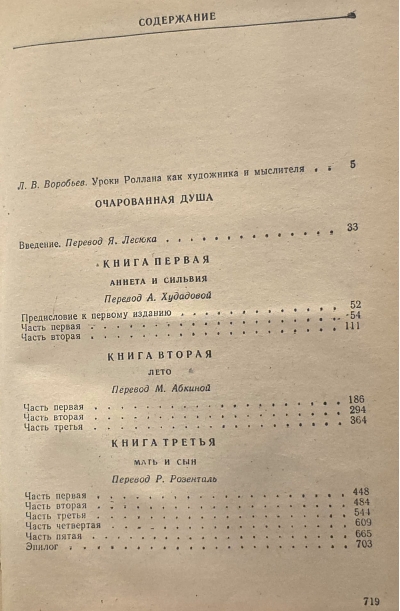 СОДЕРЖАНИЕ
Л. В. Воробьев. Уроки Роллана как художника и мыслителя . . 5
ОЧАРОВАННАЯ ДУША
Введение. Перевод Я. Лесюка . . . . . . . . . . . . 33
КНИГА ПЕРВАЯ
АННЕТА И СИЛЬВИЯ
Перевод А. Худадовой
Предисловие к первому изданию . . . . . . . . . . . 52
Часть первая . . . . . . . . . . . . . . . . . . 54
Часть вторая . . . . . . . . . . . . . . . . . . 111
КНИГА ВТОРАЯ
ЛЕТО
Перевод М. Абкиной
Часть первая . . . . . . . . . . . . . . . . . . 186
Часть вторая . . . . . . . . . . . . . . . . . . 294
Часть третья . . . . . . . . . . . . . . . . . . 364
КНИГА ТРЕТЬЯ
МАТЬ И СЫН
Перевод Р. Розенталь
Часть первая . . . . . . . . . . . . . . . . . . 448
Часть вторая . . . . . . . . . . . . . . . . . . 484
Часть третья . . . . . . . . . . . . . . . . . . 544
Часть четвертая . . . . . . . . . . . . . . . . . 609
Часть пятая . . . . . . . . . . . . . . . . . . 665
Эпилог . . . . . . . . . . . . . . . . . . . . 703
719